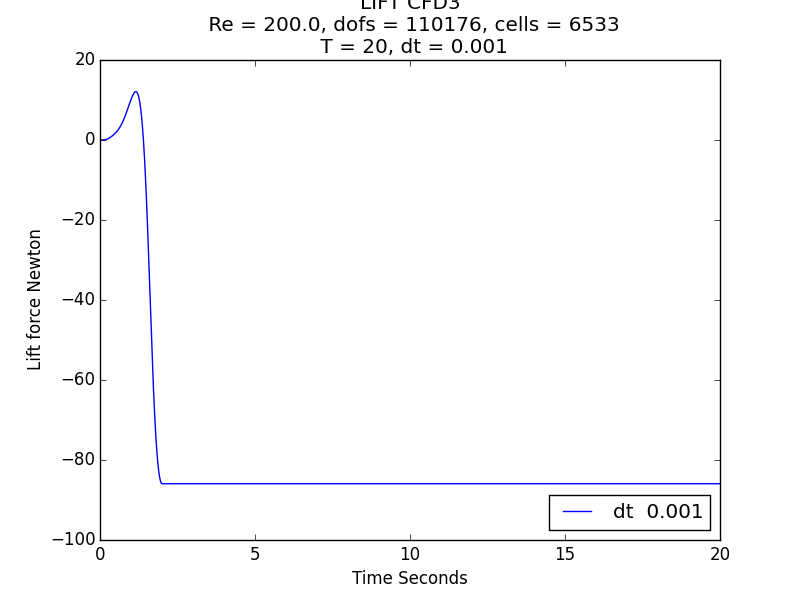 LIFT CFD3
Re = 200.0, dofs = 110176, cells = 6533
T = 20, dt = 0.001
20
0
−20
−40
−60
−80
−100
Lift force Newton
0
5
10
15
20
Time Seconds
dt 0.001